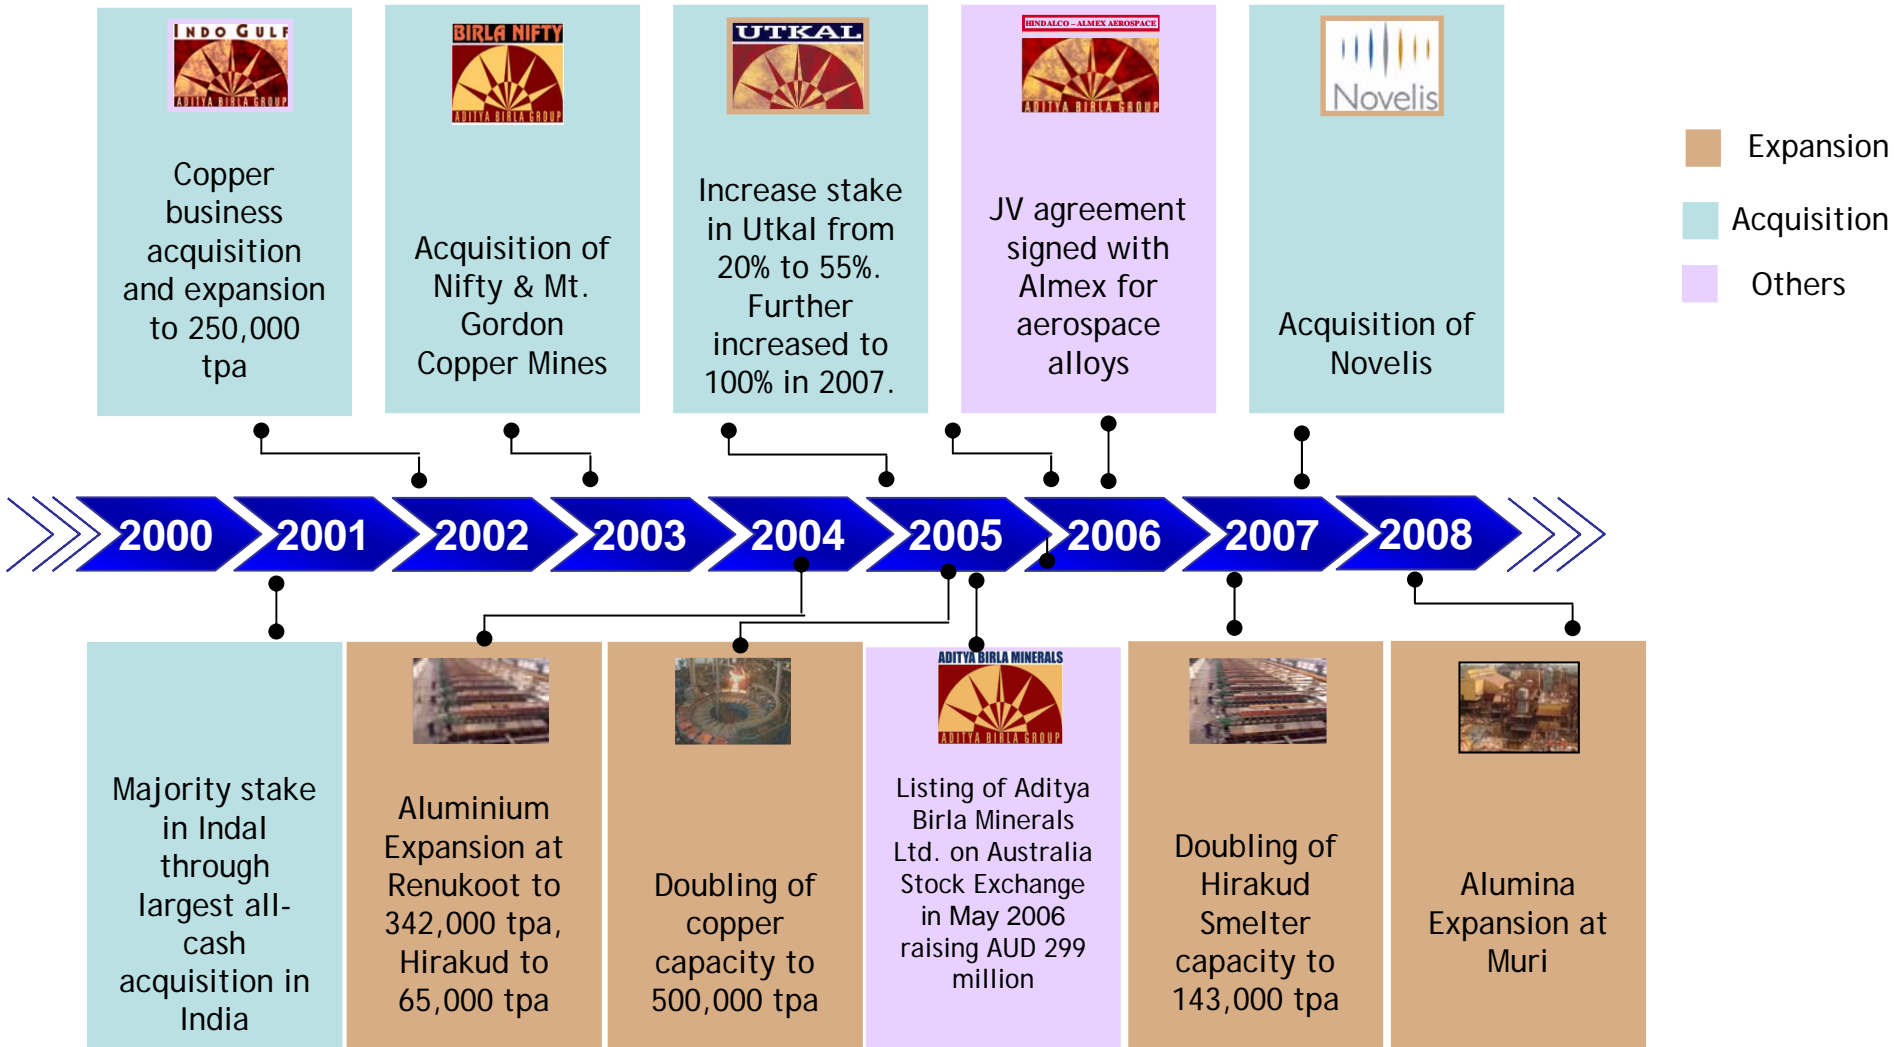 INDO GULF
ADITYA BIRLA GROUP
Copper
business
acquisition
and expansion
to 250,000
tpa
BIRLA NIFTY
ADITYA BIRLA GROUP
Acquisition of
Nifty & Mt.
Gordon
Copper Mines
UTKAL
ADITYA BIRLA GROUP
Increase stake
in Utkal from
20% to 55%.
Further
increased to
100% in 2007.
HINDALCO – ALMEX AEROSPACE
ADITYA BIRLA GROUP
JV agreement
signed with
Almex for
aerospace
alloys
Novelis
Acquisition of
Novelis
Expansion
Acquisition
Others
2000 2001 2002 2003 2004 2005 2006 2007 2008
Majority stake
in Indal
through
largest all-
cash
acquisition in
India
Aluminium
Expansion at
Renukoot to
342,000 tpa,
Hirakud to
65,000 tpa
Doubling of
copper
capacity to
500,000 tpa
ADITYA BIRLA MINERALS
ADITYA BIRLA GROUP
Listing of Aditya
Birla Minerals
Ltd. on Australia
Stock Exchange
in May 2006
raising AUD 299
million
Doubling of
Hirakud
Smelter
capacity to
143,000 tpa
Alumina
Expansion at
Muri